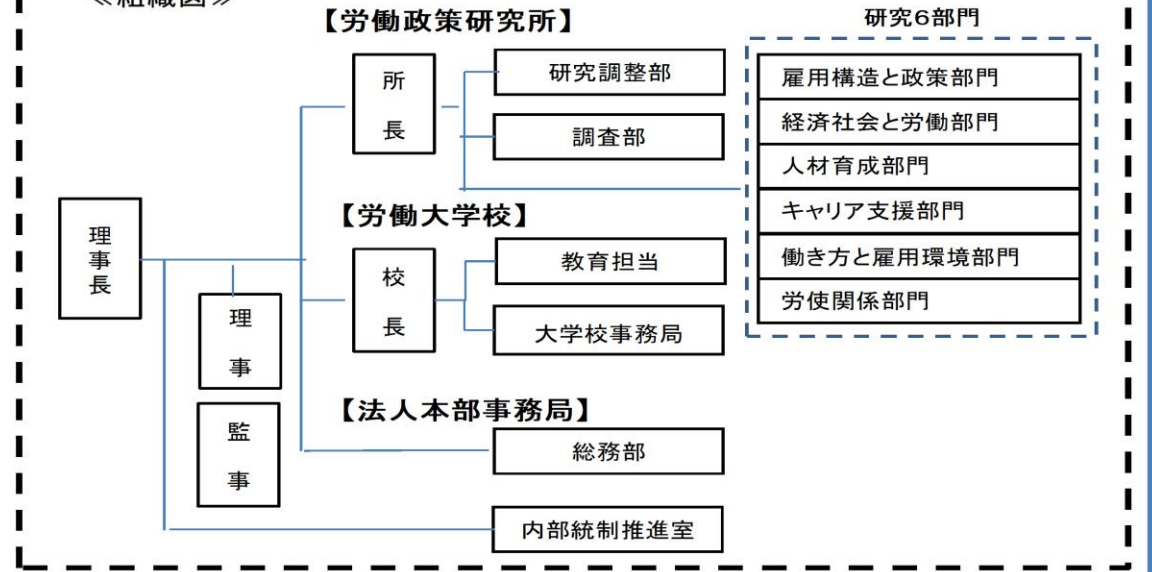 ≪組織図≫
【労働政策研究所】
研究6部門
所長
研究調整部
調査部
雇用構造と政策部門
経済社会と労働部門
人材育成部門
キャリア支援部門
働き方と雇用環境部門
労使関係部門
理事長
【労働大学校】
校長
教育担当
大学校事務局
理事
監事
【法人本部事務局】
総務部
内部統制推進室